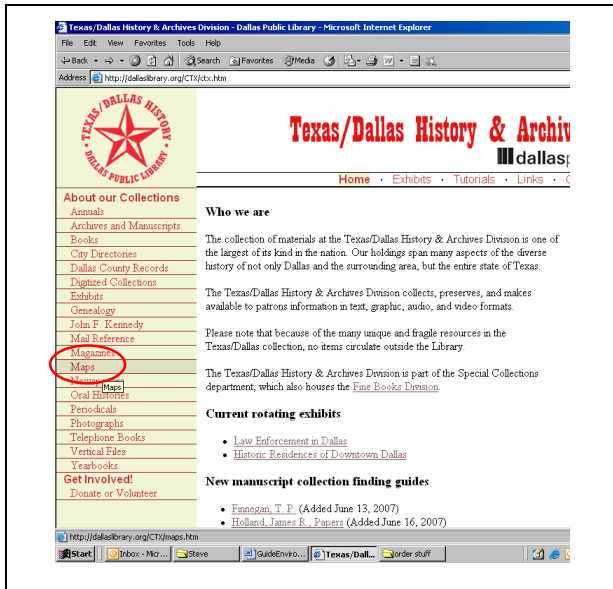 Texas/Dallas History & Archives Division - Dallas Public Library - Microsoft Internet Explorer
File Edit View Favorites Tools Help
Back Search Favorites Media
Address http://dallaslibrary.org/CTX/ctx.htm
TEXAS/DALLAS HISTORY
DALLAS PUBLIC LIBRARY
Texas/Dallas History & Archiv
dallasp
Home · Exhibits · Tutorials · Links ·
About our Collections
Annuals
Archives and Manuscripts
Books
City Directories
Dallas County Records
Digitized Collections
Exhibits
Genealogy
John F. Kennedy
Mail Reference
Magazines
Maps
Maps
Oral Histories
Periodicals
Photographs
Telephone Books
Vertical Files
Yearbooks
Get Involved!
Donate or Volunteer
Who we are
The collection of materials at the Texas/Dallas History & Archives Division is one of
the largest of its kind in the nation. Our holdings span many aspects of the diverse
history of not only Dallas and the surrounding area, but the entire state of Texas.
The Texas/Dallas History & Archives Division collects, preserves, and makes
available to patrons information in text, graphic, audio, and video formats.
Please note that because of the many unique and fragile resources in the
Texas/Dallas collection, no items circulate outside the Library.
The Texas/Dallas History & Archives Division is part of the Special Collections
department, which also houses the Fine Books Division.
Current rotating exhibits
• Law Enforcement in Dallas
• Historic Residences of Downtown Dallas
New manuscript collection finding guides
• Finnegan, T. P. (Added June 13, 2007)
• Holland, James R., Papers (Added June 16, 2007)
http://dallaslibrary.org/CTX/maps.htm
Start Inbox - Micr... Steve GuideEnviro... Texas/Dall... order stuff